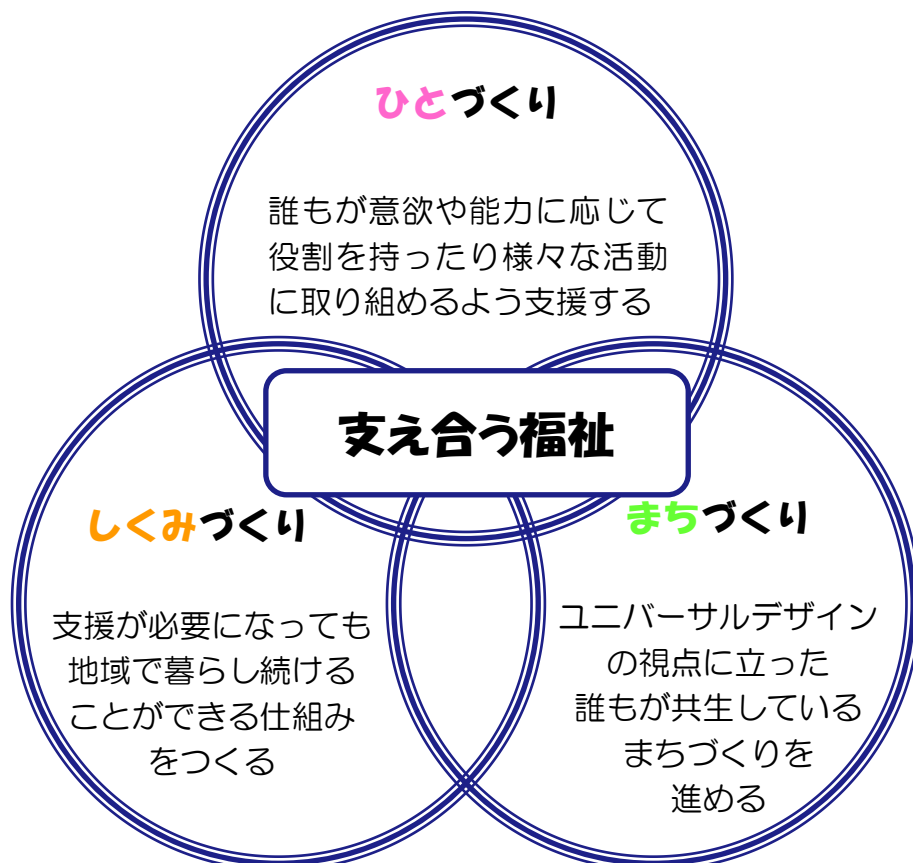 ひとづくり
誰もが意欲や能力に応じて
役割を持ったり様々な活動
に取り組めるよう支援する
支え合う福祉
しくみづくり
支援が必要になっても
地域で暮らし続ける
ことができる仕組み
をつくる
まちづくり
ユニバーサルデザイン
の視点に立った
誰もが共生している
まちづくりを
進める